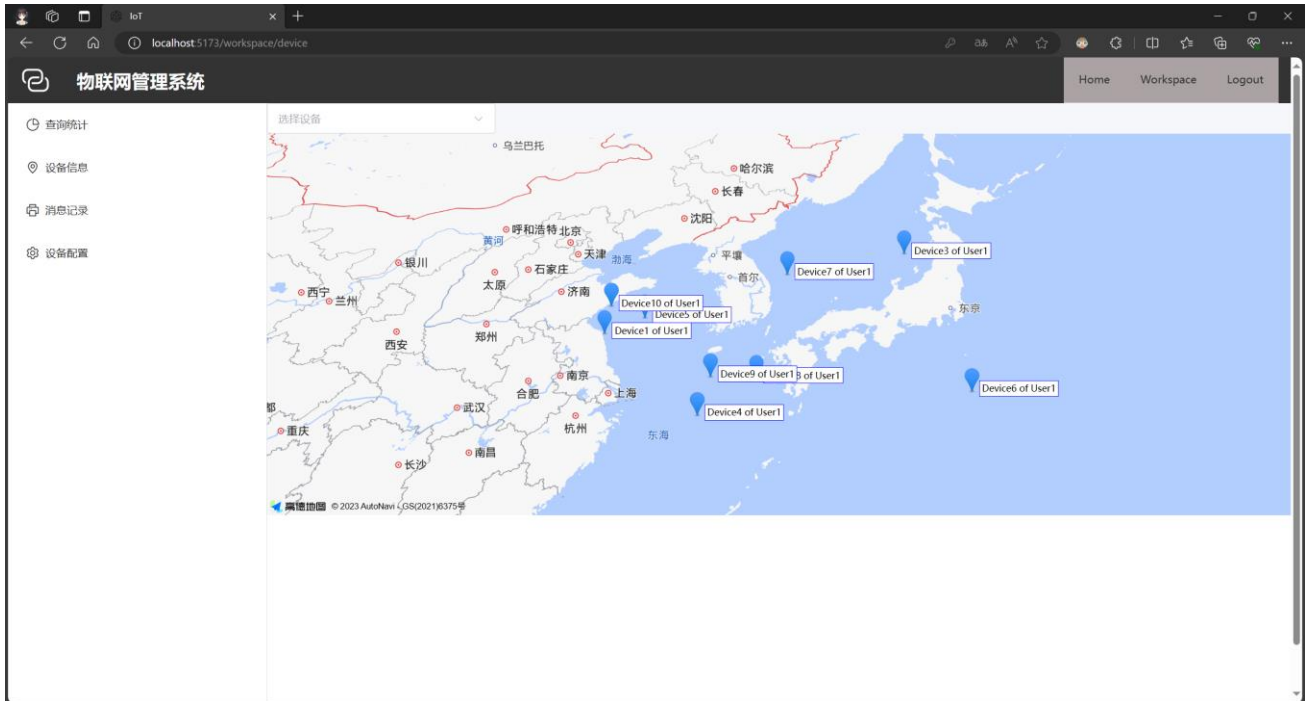 IoT
localhost:5173/workspace/device
物联网管理系统
Home Workspace Logout
查询统计
设备信息
消息记录
设备配置
选择设备
乌兰巴托
哈尔滨
长春
沈阳
呼和浩特 北京
黄河
天津 渤海
平壤
Device3 of User1
银川
石家庄
首尔
Device7 of User1
太原
济南
西宁
兰州
Device10 of User1
Device5 of User1
东京
Device1 of User1
郑州
西安
南京
Device9 of User1
of User1
合肥
上海
Device6 of User1
武汉
Device4 of User1
重庆
杭州
东海
南昌
长沙
高德地图 © 2023 AutoNavi - GS(2021)6375号